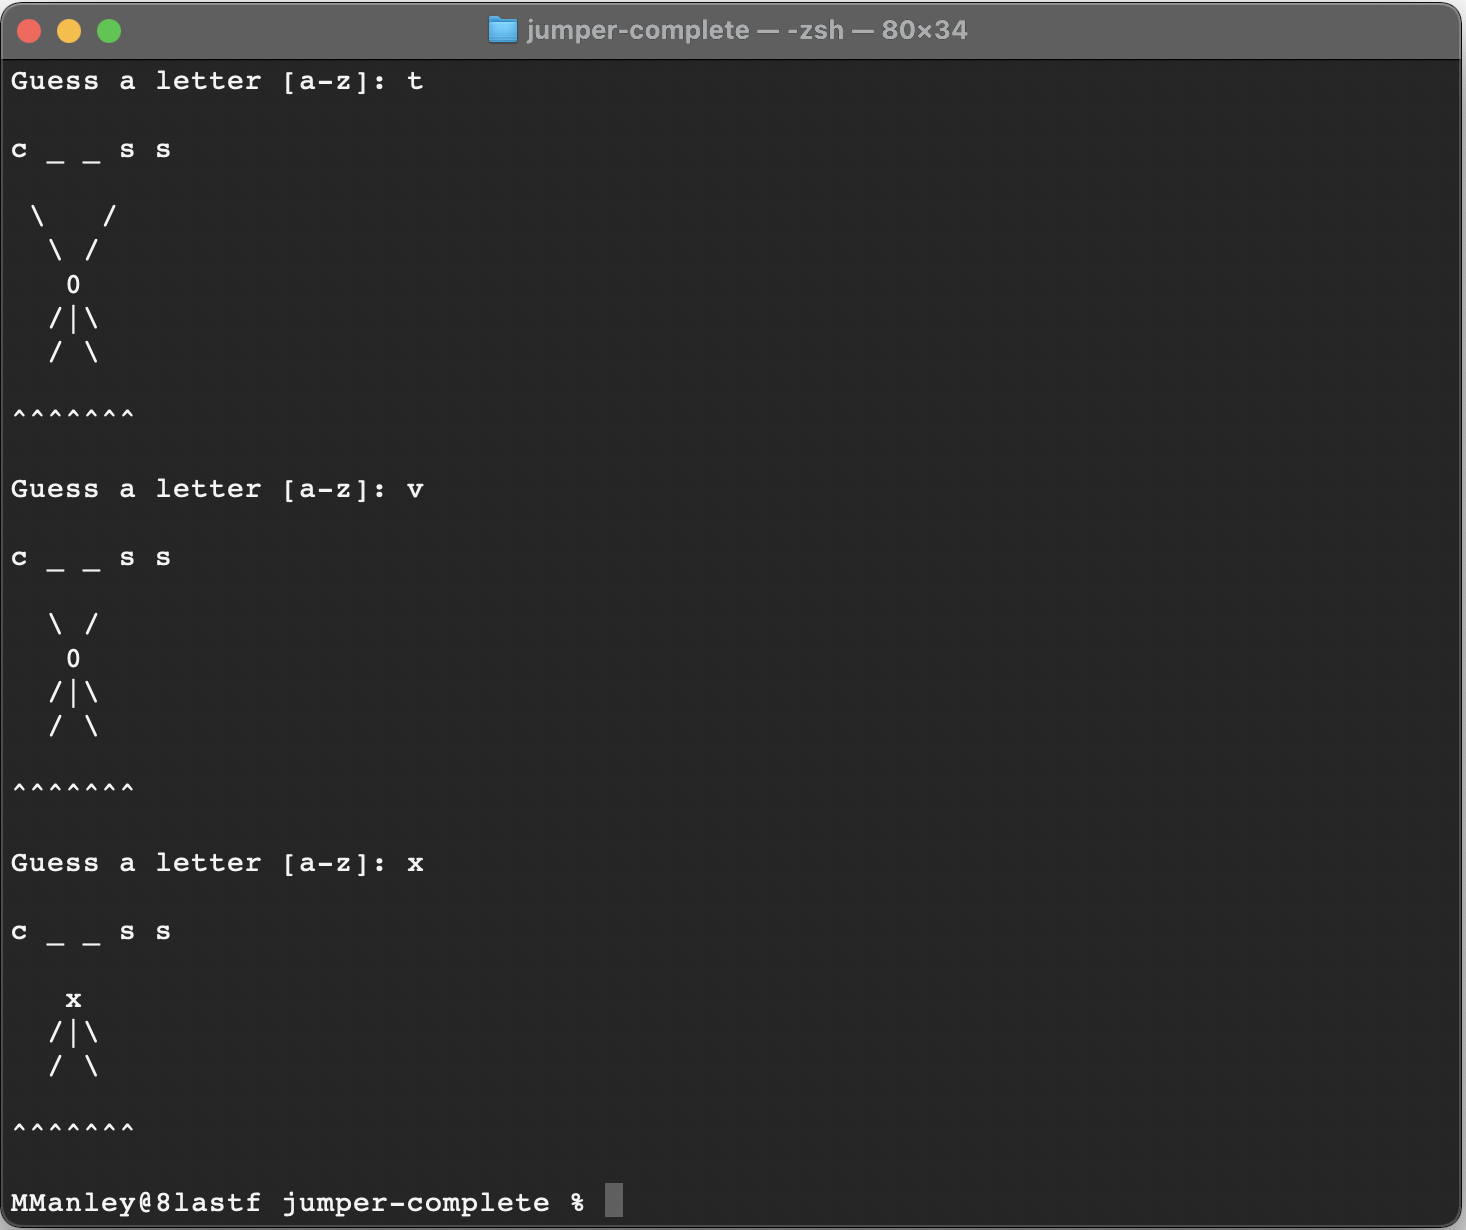 jumper-complete — -zsh — 80×34
Guess a letter [a-z]: t
c _ _ s s
 \   /
  \ /
   0
  /|\
  / \
^^^^^^^
Guess a letter [a-z]: v
c _ _ s s
  \ /
   0
  /|\
  / \
^^^^^^^
Guess a letter [a-z]: x
c _ _ s s
   x
  /|\
  / \
^^^^^^^
MManley@8lastf jumper-complete %